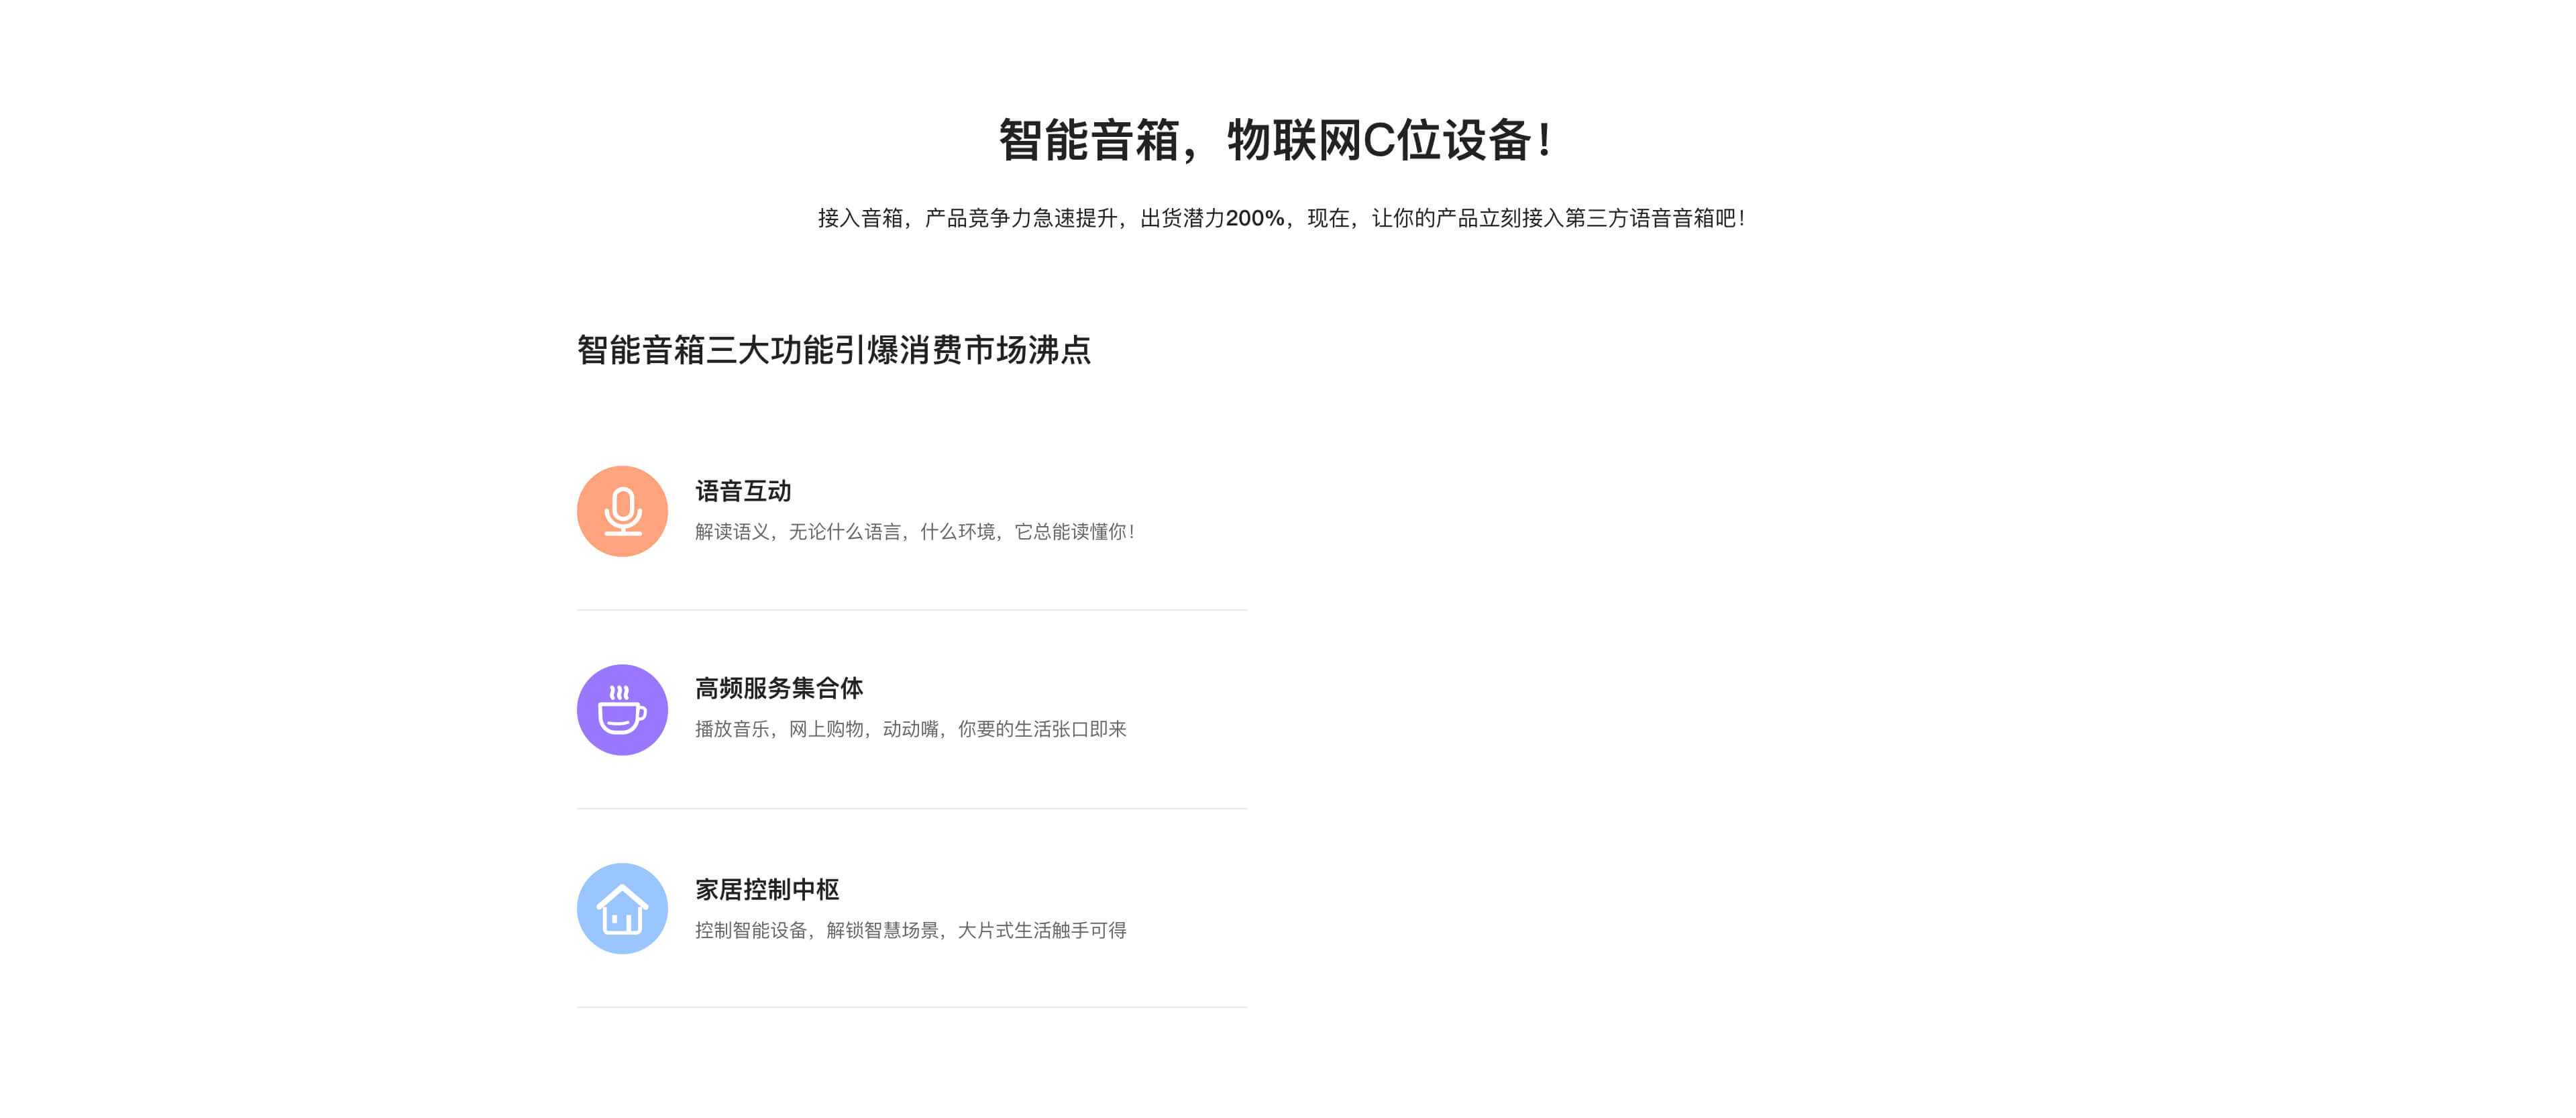 智能音箱，物联网C位设备！
接入音箱，产品竞争力急速提升，出货潜力200%，现在，让你的产品立刻接入第三方语音音箱吧！
智能音箱三大功能引爆消费市场沸点
语音互动
解读语义，无论什么语言，什么环境，它总能读懂你！
高频服务集合体
播放音乐，网上购物，动动嘴，你要的生活张口即来
家居控制中枢
控制智能设备，解锁智慧场景，大片式生活触手可得